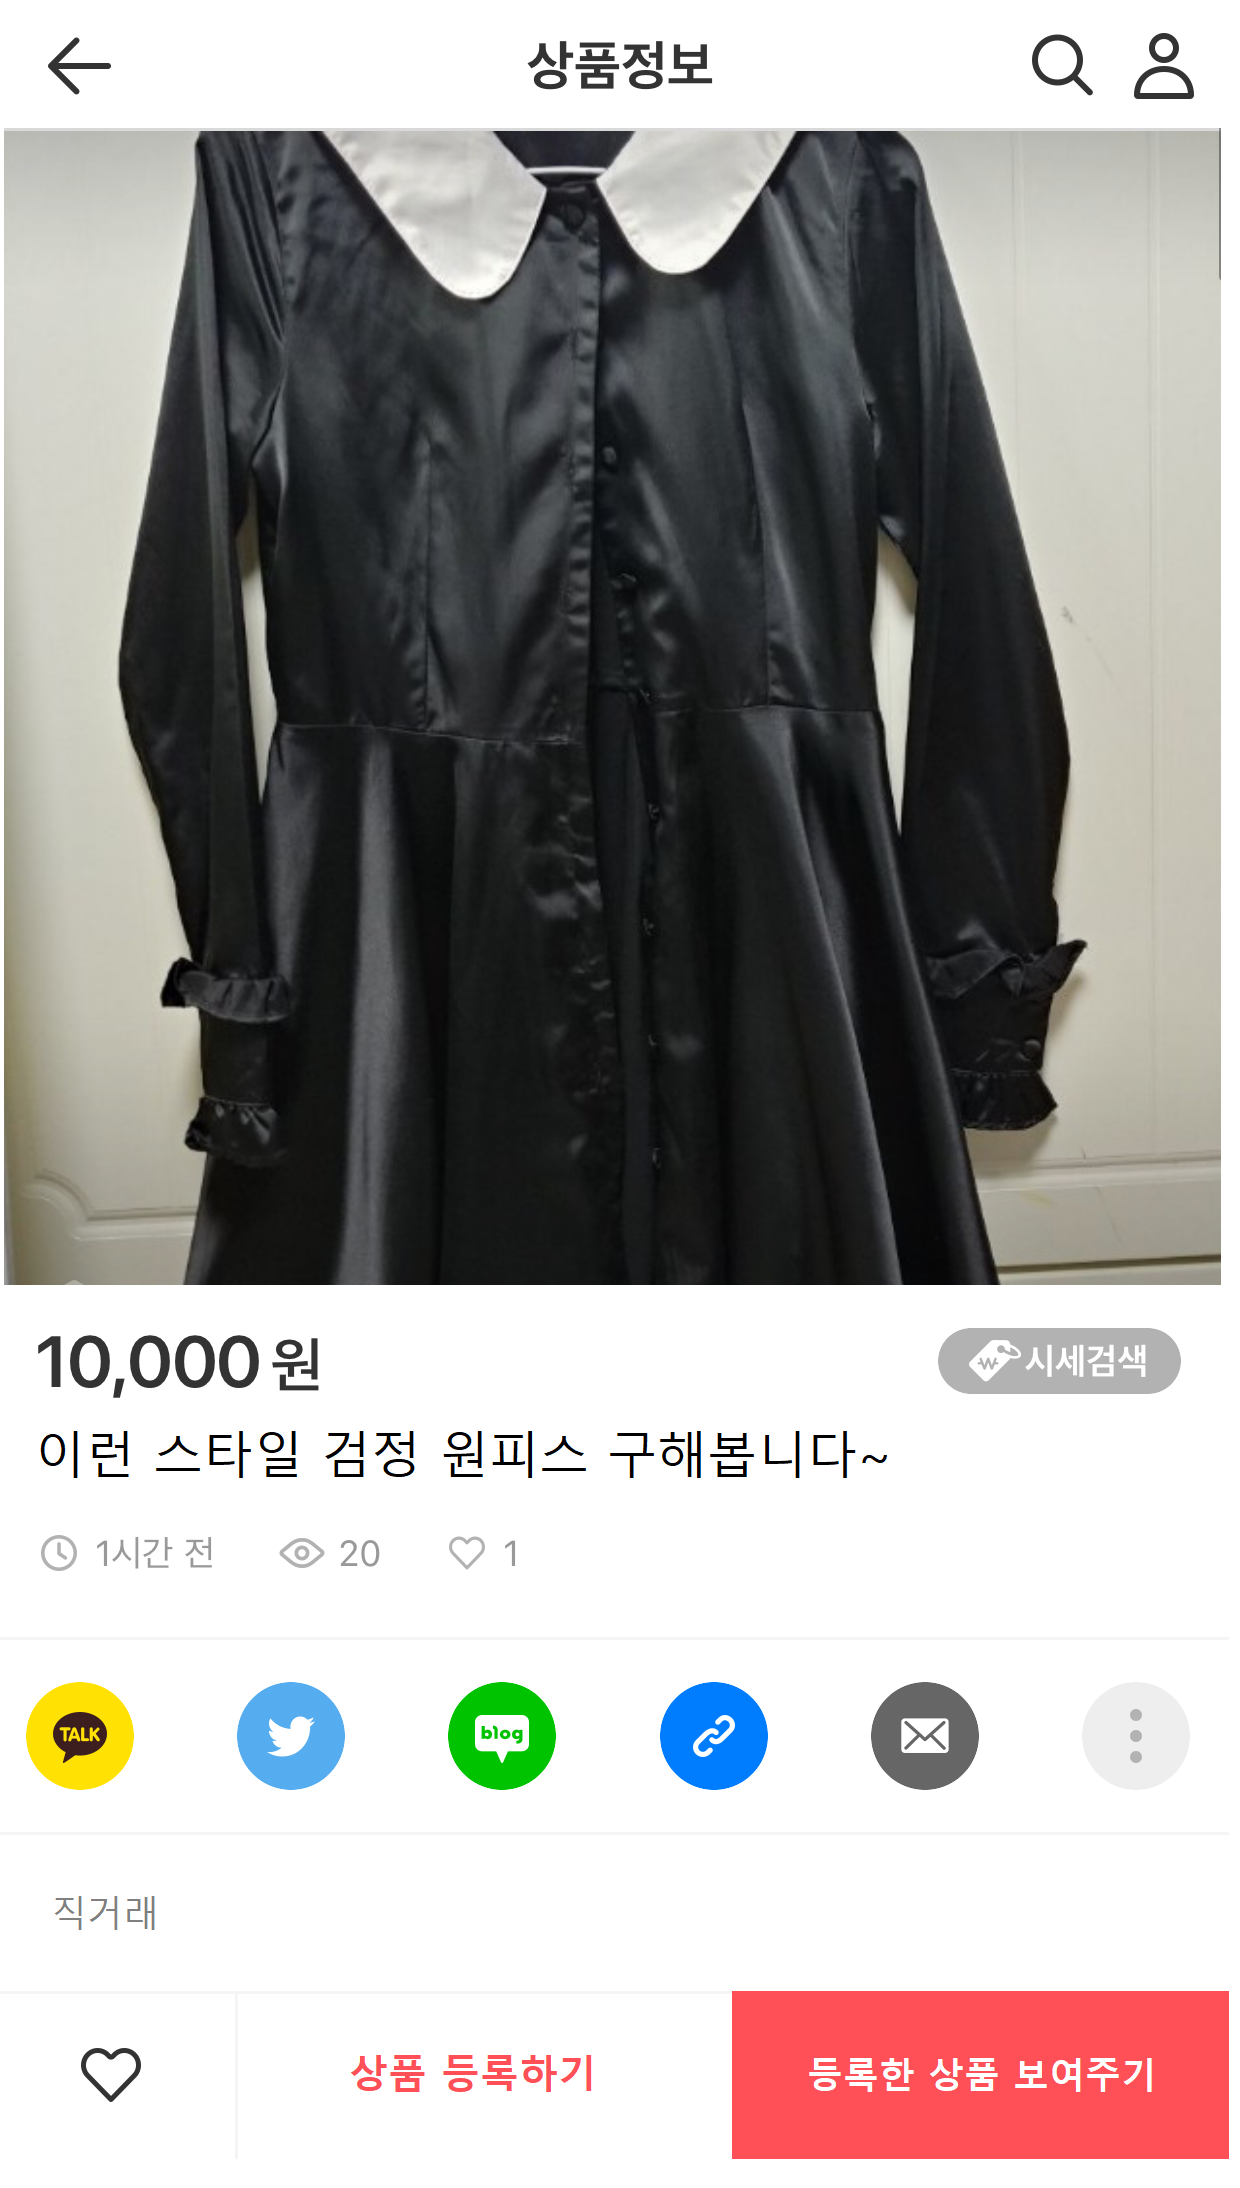 상품정보
10,000 원
시세검색
이런 스타일 검정 원피스 구해봅니다~
1시간 전 20 1
TALK
blog
직거래
상품 등록하기
등록한 상품 보여주기